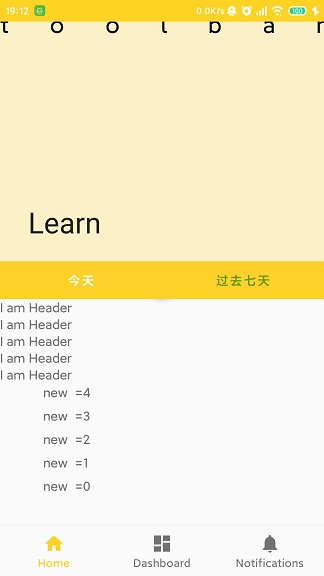 19:12 0.0K/s 100
t o o l b a r
Learn
今天 过去七天
I am Header
I am Header
I am Header
I am Header
I am Header
new =4
new =3
new =2
new =1
new =0
Home Dashboard Notifications